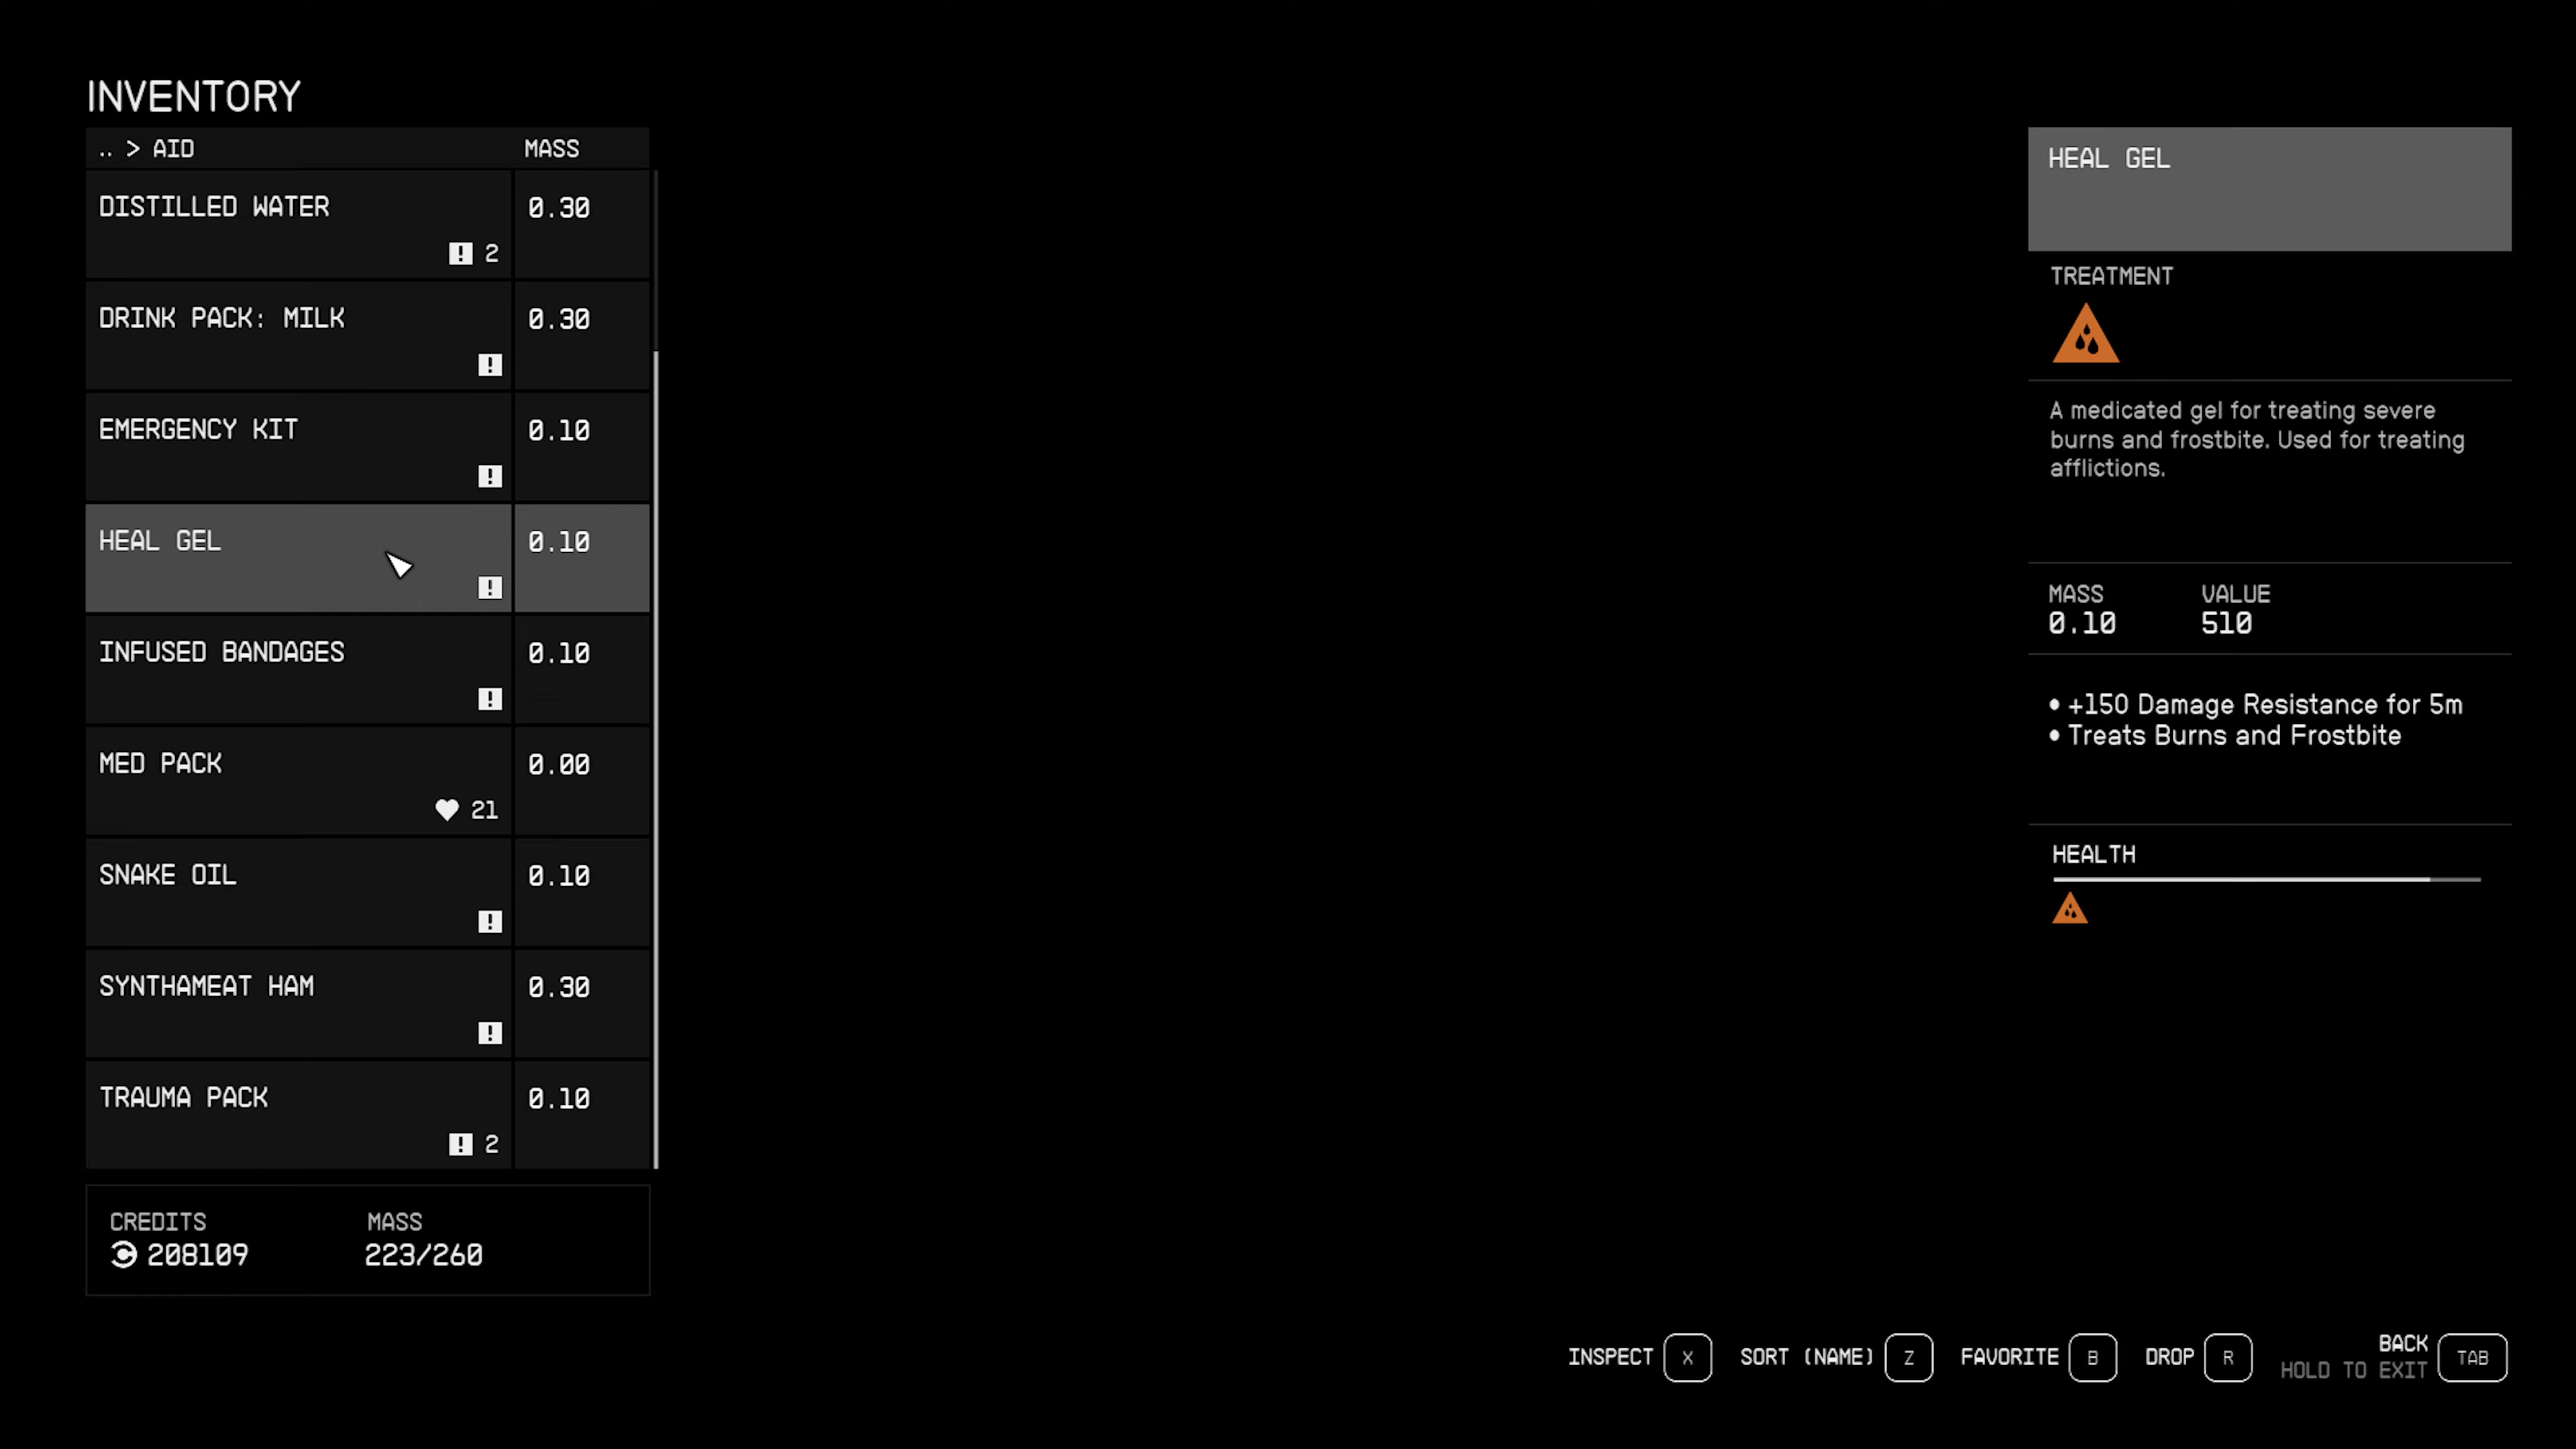 INVENTORY
.. > AID MASS
DISTILLED WATER 0.30
! 2
DRINK PACK: MILK 0.30
!
EMERGENCY KIT 0.10
!
HEAL GEL 0.10
!
INFUSED BANDAGES 0.10
!
MED PACK 0.00
21
SNAKE OIL 0.10
!
SYNTHAMEAT HAM 0.30
!
TRAUMA PACK 0.10
! 2
CREDITS MASS
208109 223/260
HEAL GEL
TREATMENT
A medicated gel for treating severe
burns and frostbite. Used for treating
afflictions.
MASS VALUE
0.10 510
• +150 Damage Resistance for 5m
• Treats Burns and Frostbite
HEALTH
INSPECT X SORT (NAME) Z FAVORITE B DROP R BACK TAB
HOLD TO EXIT